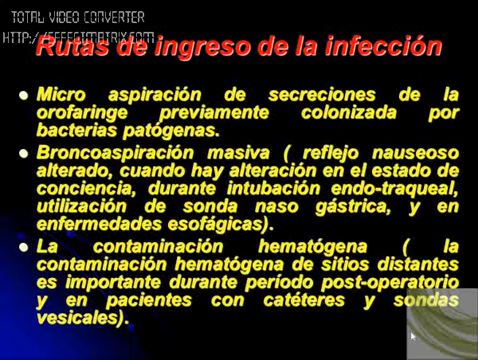 TOTAL VIDEO CONVERTER
HTTP://EFFECTMATRIX.COM
Rutas de ingreso de la infección
● Micro aspiración de secreciones de la
orofaringe previamente colonizada por
bacterias patógenas.
● Broncoaspiración masiva ( reflejo nauseoso
alterado, cuando hay alteración en el estado de
conciencia, durante intubación endo-traqueal,
utilización de sonda naso gástrica, y en
enfermedades esofágicas).
● La contaminación hematógena ( la
contaminación hematógena de sitios distantes
es importante durante período post-operatorio
y en pacientes con catéteres y sondas
vesicales).